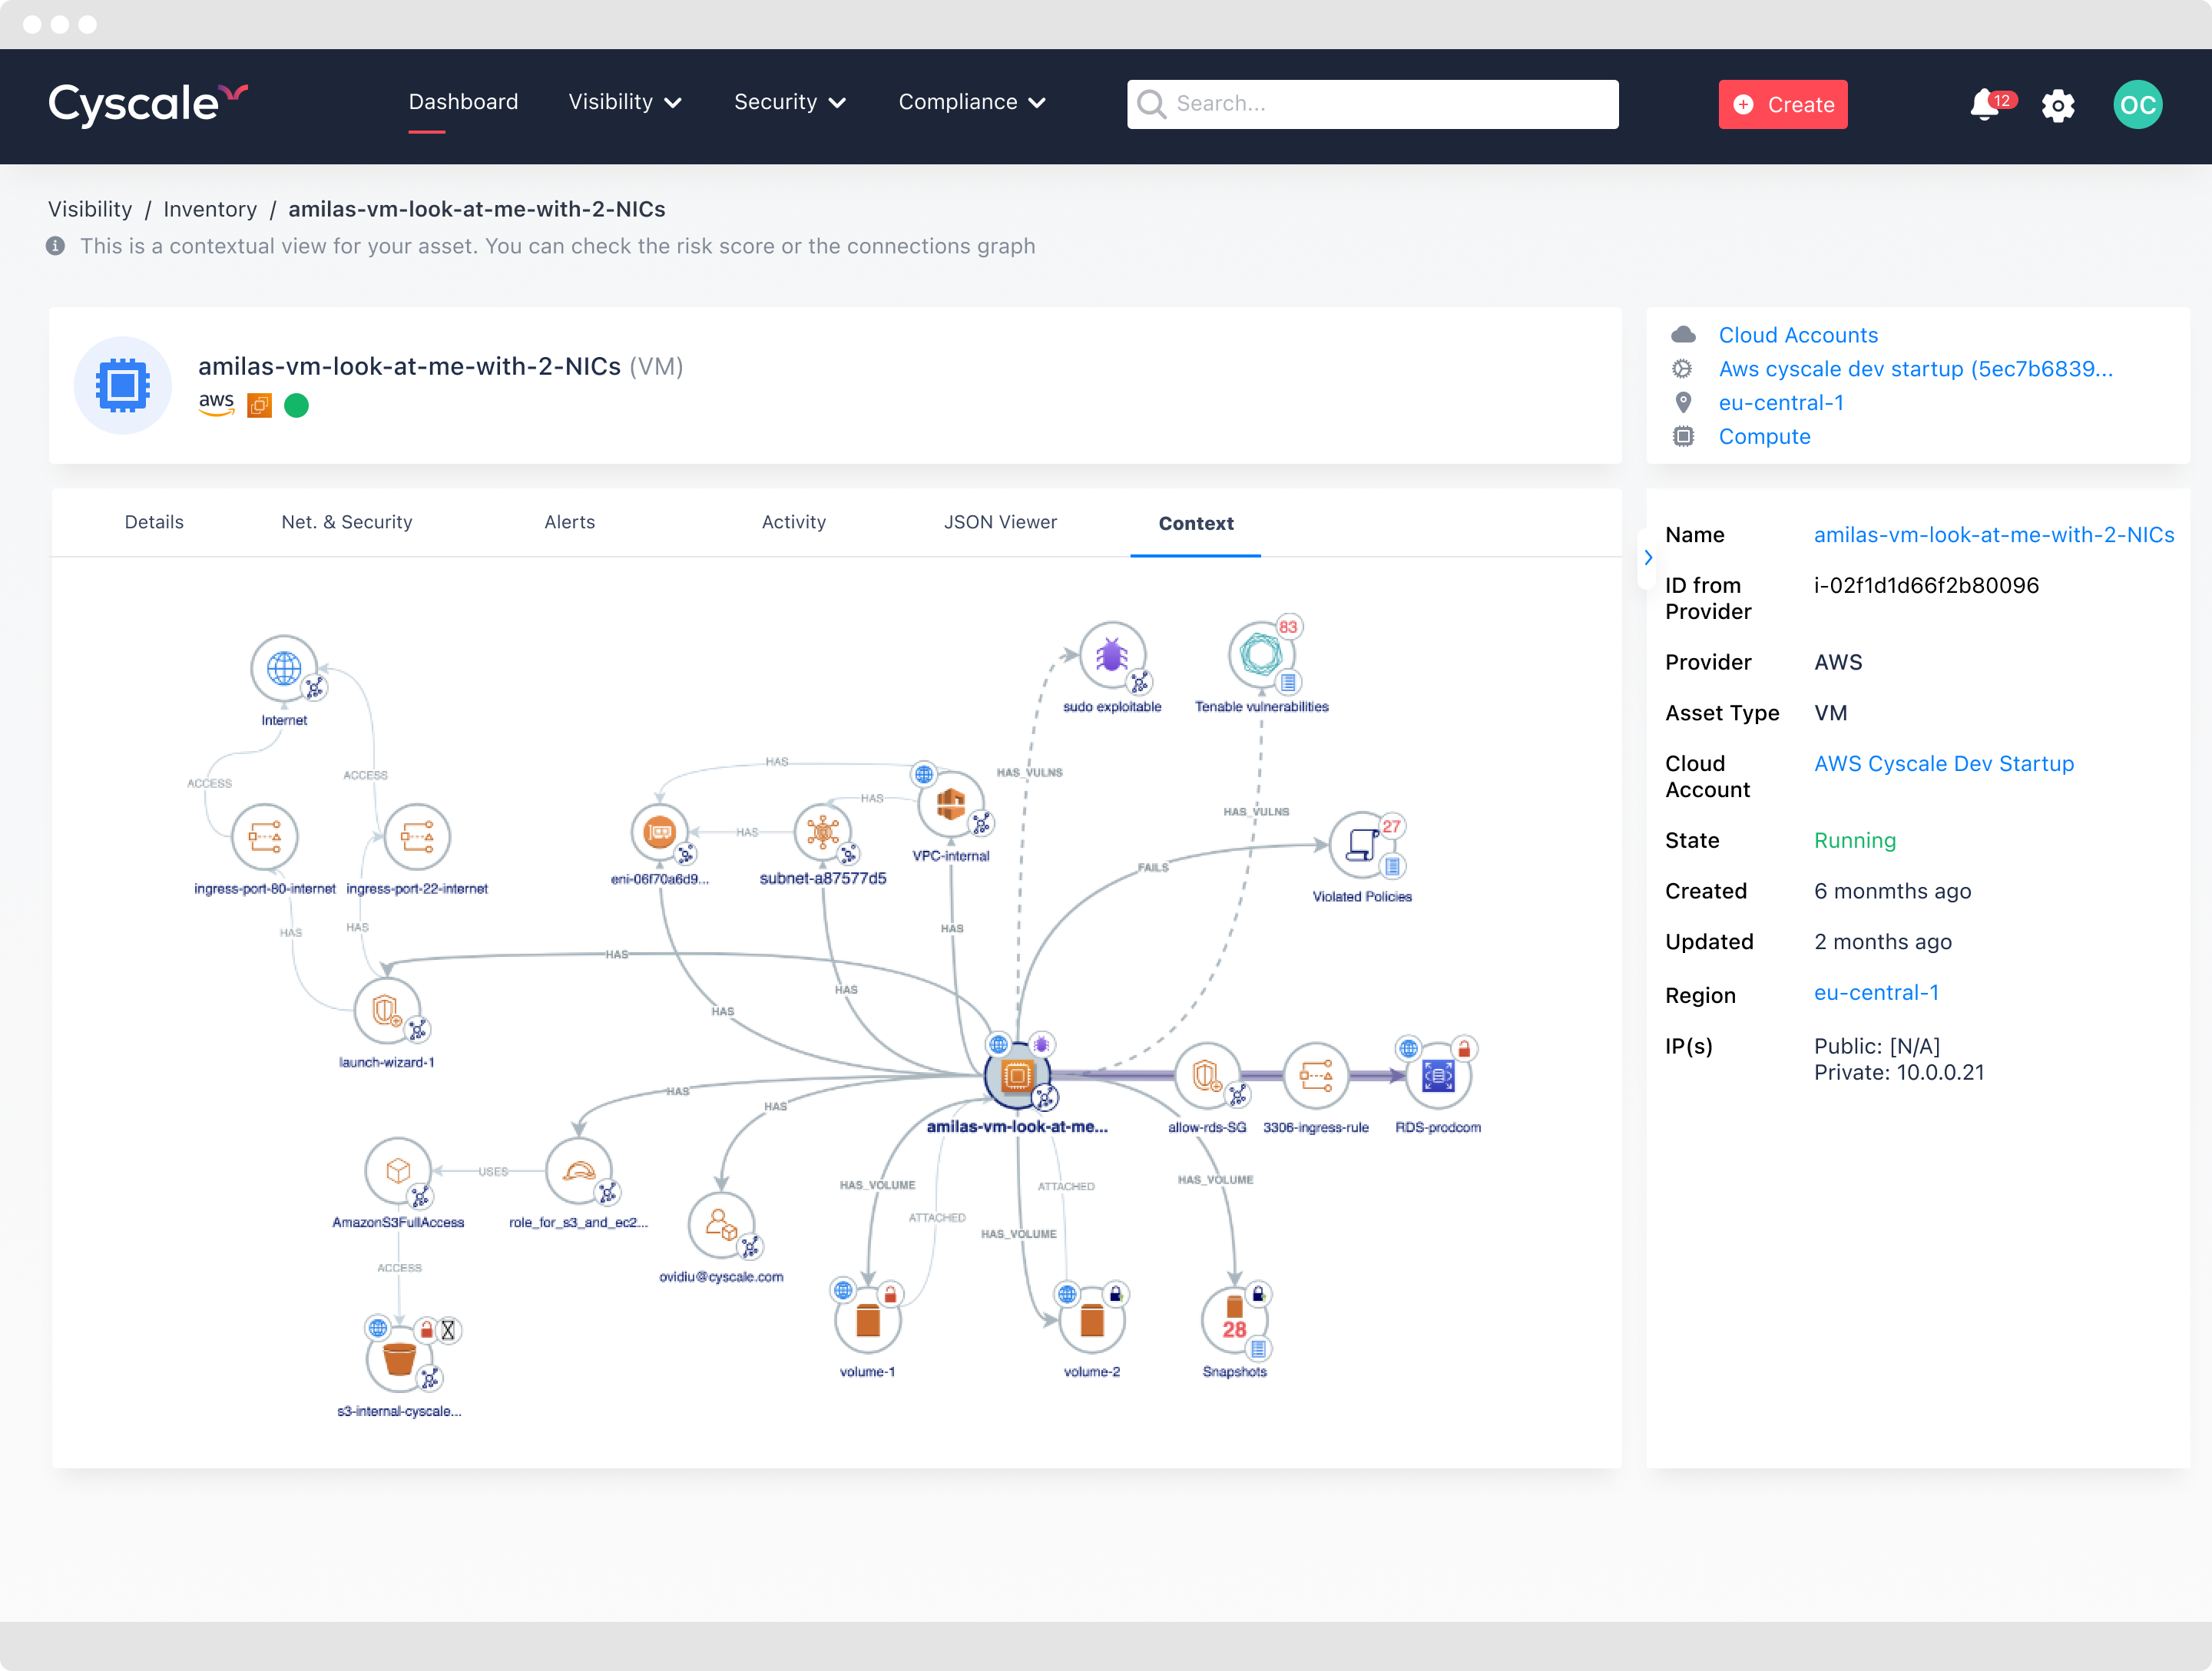 Cyscale
Dashboard
Visibility
Security
Compliance
Search...
Create
12
OC
Visibility / Inventory / amilas-vm-look-at-me-with-2-NICs
This is a contextual view for your asset. You can check the risk score or the connections graph
amilas-vm-look-at-me-with-2-NICs (VM)
aws
Cloud Accounts
Aws cyscale dev startup (5ec7b6839...
eu-central-1
Compute
Details
Net. & Security
Alerts
Activity
JSON Viewer
Context
83
sudo exploitable
Tenable vulnerabilities
Internet
HAS
HAS_VULNS
ACCESS
ACCESS
HAS
HAS_VULNS
27
HAS
VPC-internal
FAILS
eni-06f70a6d9...
subnet-a87577d5
ingress-port-80-internet
ingress-port-22-internet
Violated Policies
HAS
HAS
HAS
HAS
HAS
HAS
launch-wizard-1
HAS
HAS
amilas-vm-look-at-me...
allow-rds-SG
3306-ingress-rule
RDS-prodcom
USES
HAS_VOLUME
ATTACHED
HAS_VOLUME
AmazonS3FullAccess
role_for_s3_and_ec2...
ATTACHED
HAS_VOLUME
ACCESS
ovidiu@cyscale.com
28
volume-1
volume-2
Snapshots
s3-internal-cyscale...
Name
amilas-vm-look-at-me-with-2-NICs
ID from
Provider
i-02f1d1d66f2b80096
Provider
AWS
Asset Type
VM
Cloud
Account
AWS Cyscale Dev Startup
State
Running
Created
6 monmths ago
Updated
2 months ago
Region
eu-central-1
IP(s)
Public: [N/A]
Private: 10.0.0.21